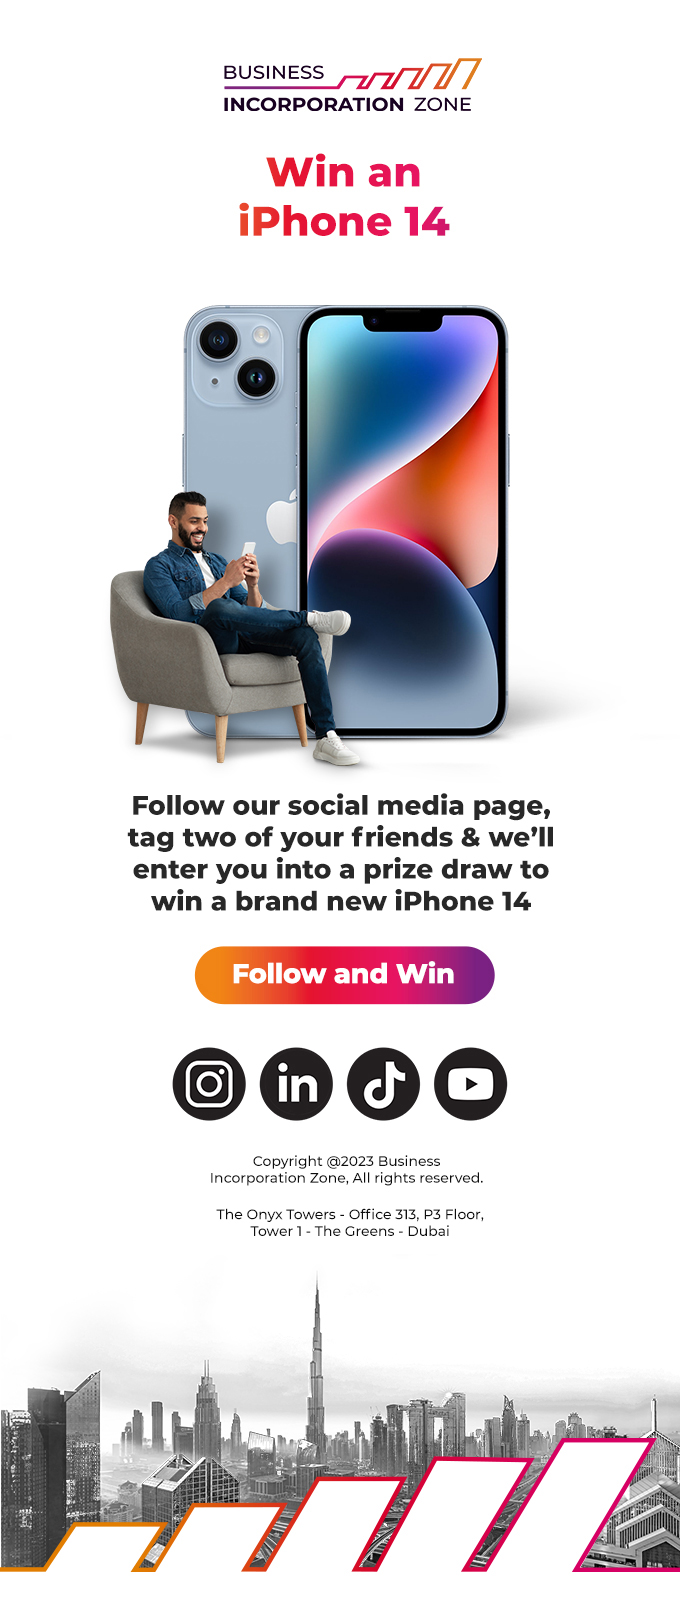 BUSINESS
INCORPORATION ZONE
Win an
iPhone 14
Follow our social media page,
tag two of your friends & we’ll
enter you into a prize draw to
win a brand new iPhone 14
Follow and Win
in
Copyright @2023 Business
Incorporation Zone, All rights reserved.
The Onyx Towers - Office 313, P3 Floor,
Tower 1 - The Greens - Dubai